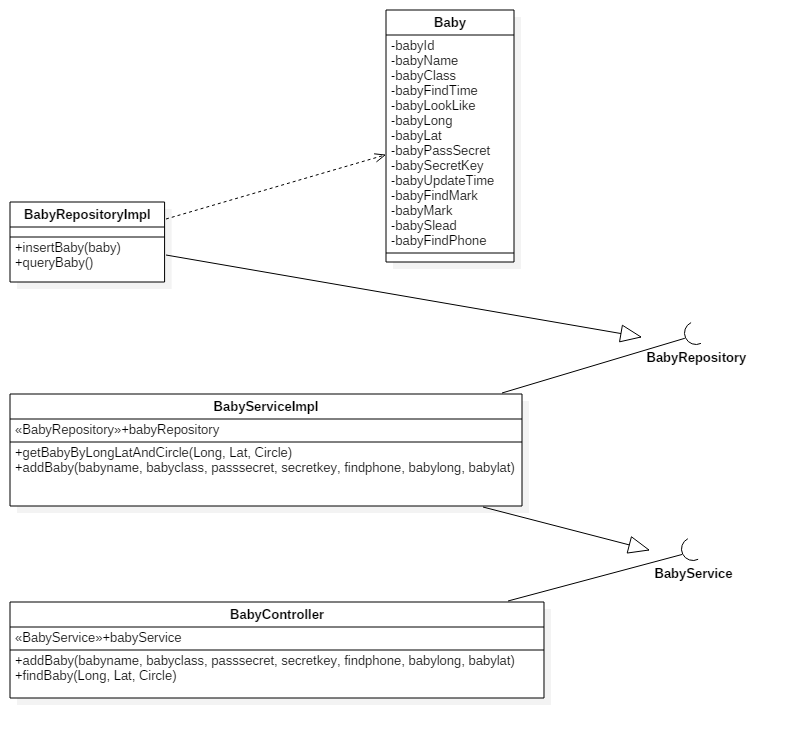 Baby
-babyId
-babyName
-babyClass
-babyFindTime
-babyLookLike
-babyLong
-babyLat
-babyPassSecret
-babySecretKey
-babyUpdateTime
-babyFindMark
-babyMark
-babySlead
-babyFindPhone
BabyRepositoryImpl
+insertBaby(baby)
+queryBaby()
BabyRepository
BabyServiceImpl
«BabyRepository»+babyRepository
+getBabyByLongLatAndCircle(Long, Lat, Circle)
+addBaby(babyname, babyclass, passsecret, secretkey, findphone, babylong, babylat)
BabyService
BabyController
«BabyService»+babyService
+addBaby(babyname, babyclass, passsecret, secretkey, findphone, babylong, babylat)
+findBaby(Long, Lat, Circle)